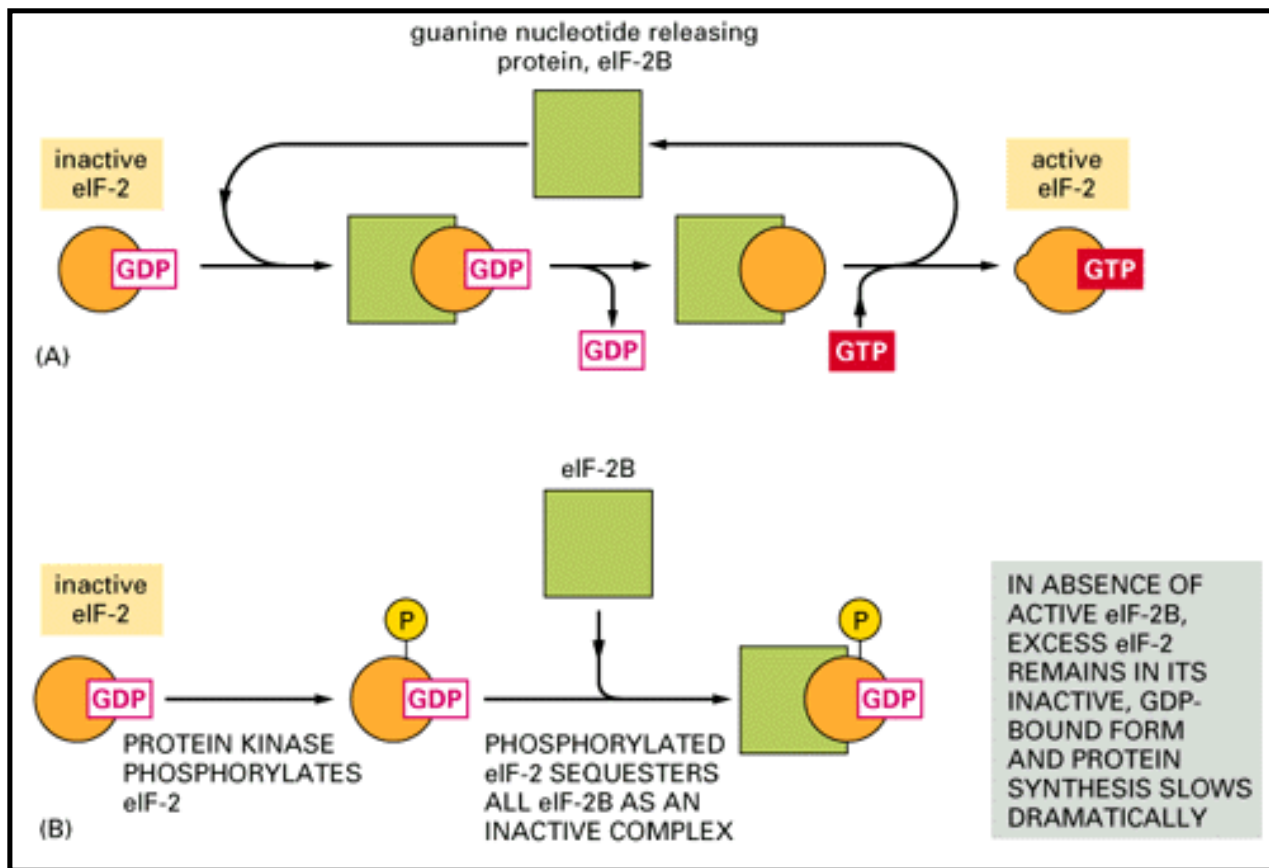 guanine nucleotide releasing
protein, eIF-2B
inactive
eIF-2
active
eIF-2
GDP
GDP
GTP
GDP
GTP
(A)
eIF-2B
inactive
eIF-2
P
P
GDP
GDP
GDP
PROTEIN KINASE
PHOSPHORYLATES
eIF-2
PHOSPHORYLATED
eIF-2 SEQUESTERS
ALL eIF-2B AS AN
INACTIVE COMPLEX
IN ABSENCE OF
ACTIVE eIF-2B,
EXCESS eIF-2
REMAINS IN ITS
INACTIVE, GDP-
BOUND FORM
AND PROTEIN
SYNTHESIS SLOWS
DRAMATICALLY
(B)